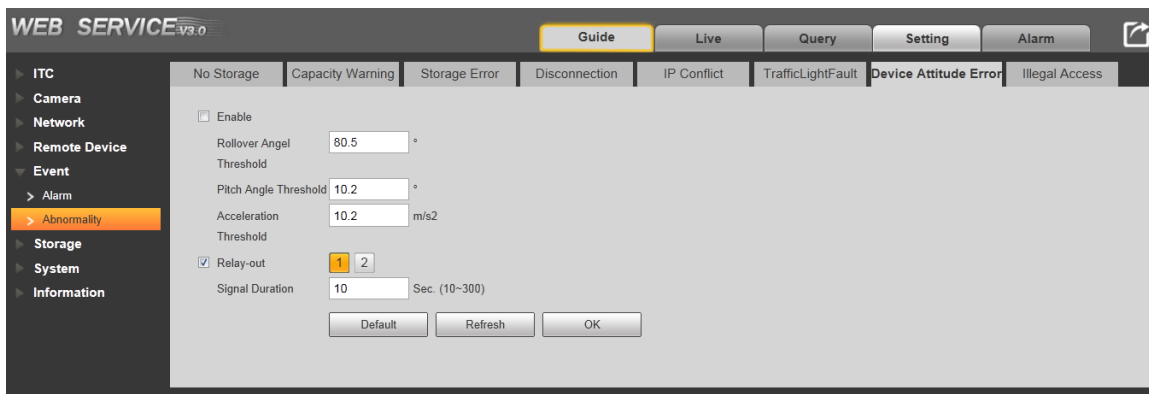 WEB SERVICE V3.0
Guide Live Query Setting Alarm
ITC
Camera
Network
Remote Device
Event
Alarm
Abnormality
Storage
System
Information
No Storage Capacity Warning Storage Error Disconnection IP Conflict TrafficLightFault Device Attitude Error Illegal Access
Enable
Rollover Angel 80.5 °
Threshold
Pitch Angle Threshold 10.2 °
Acceleration 10.2 m/s2
Threshold
Relay-out 1 2
Signal Duration 10 Sec. (10~300)
Default Refresh OK